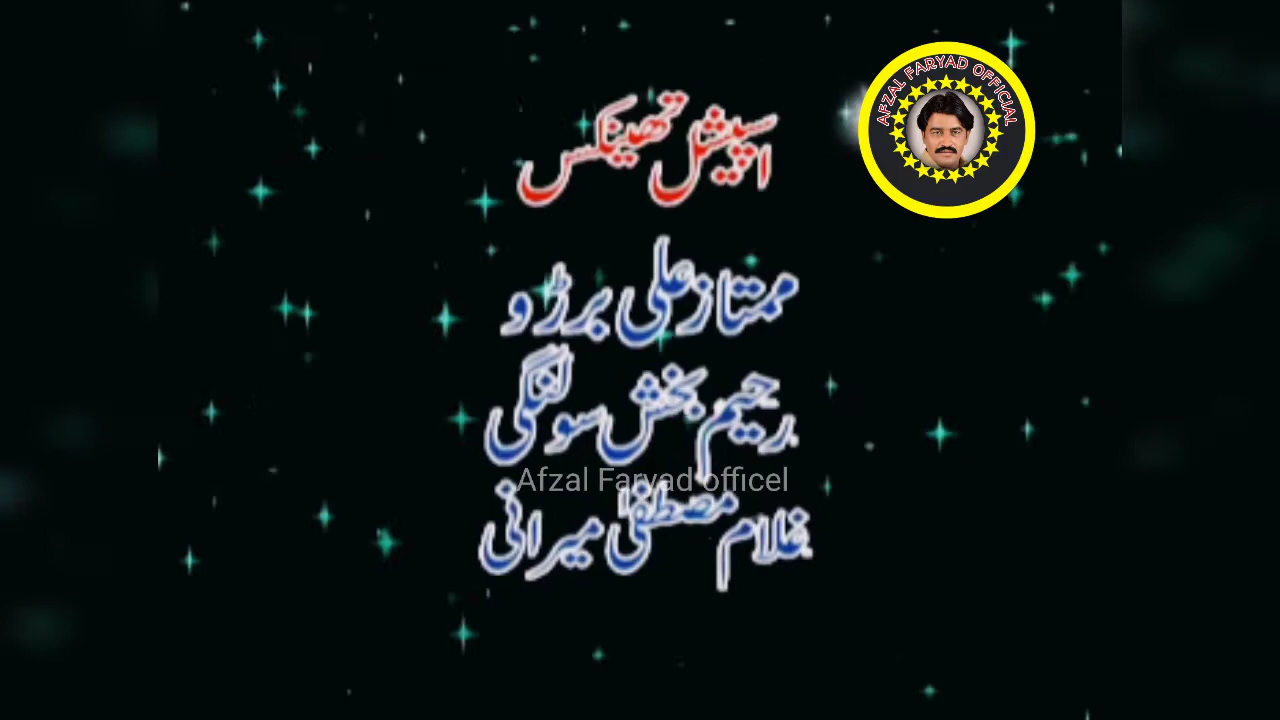 AFZAL FARYAD OFFICIAL
اسپیشل تھینکس
ممتاز علی برڑو
رحیم بخش سولنگی
Afzal Faryad officel
غلام مصطفیٰ میرانی